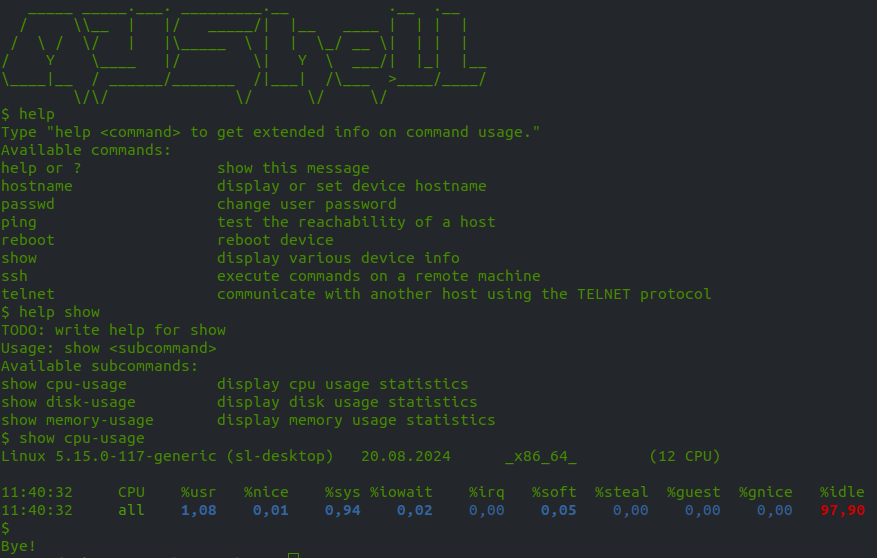 $ help
Type "help <command> to get extended info on command usage."
Available commands:
help or ?               show this message
hostname                display or set device hostname
passwd                  change user password
ping                    test the reachability of a host
reboot                  reboot device
show                    display various device info
ssh                     execute commands on a remote machine
telnet                  communicate with another host using the TELNET protocol
$ help show
TODO: write help for show
Usage: show <subcommand>
Available subcommands:
show cpu-usage          display cpu usage statistics
show disk-usage         display disk usage statistics
show memory-usage       display memory usage statistics
$ show cpu-usage
Linux 5.15.0-117-generic (sl-desktop)   20.08.2024      _x86_64_        (12 CPU)
11:40:32     CPU    %usr   %nice    %sys %iowait    %irq   %soft  %steal  %guest  %gnice   %idle
11:40:32     all    1,08    0,01    0,94    0,02    0,00    0,05    0,00    0,00    0,00   97,90
$
Bye!